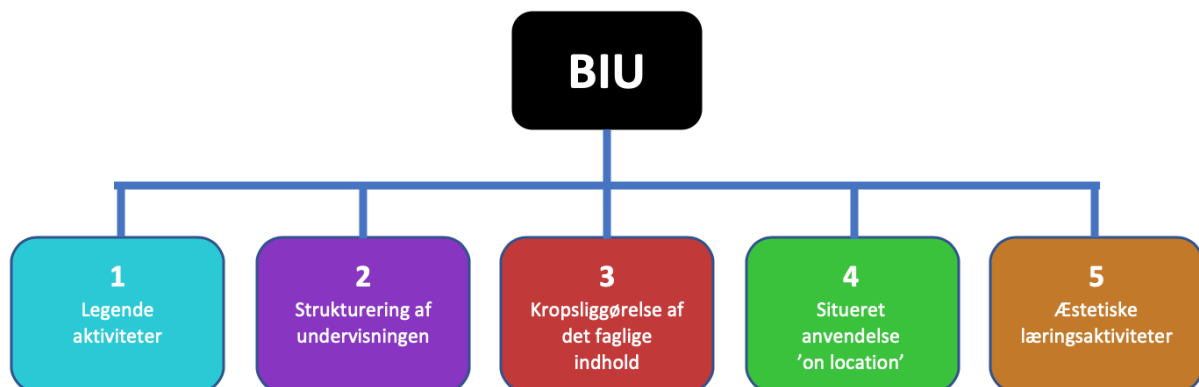 BIU
1
Legende
aktiviteter
2
Strukturering af
undervisningen
3
Kropsliggørelse af
det faglige
indhold
4
Situeret
anvendelse
’on location’
5
Æstetiske
læringsaktiviteter